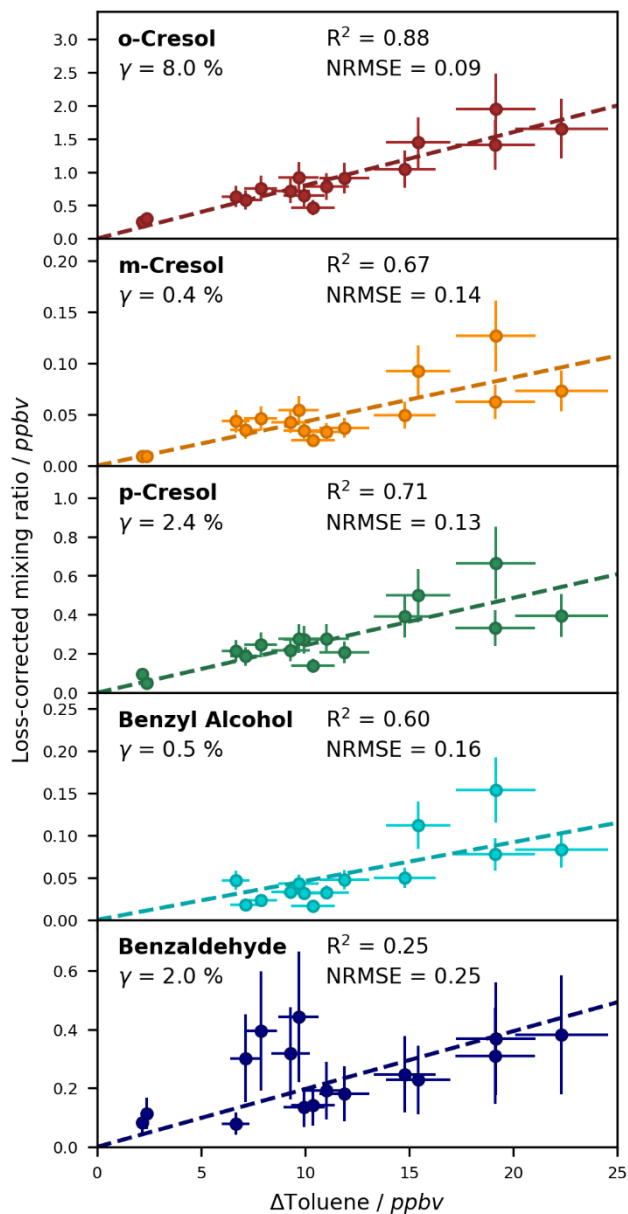 o-Cresol
γ = 8.0 %
R² = 0.88
NRMSE = 0.09
3.0
2.5
2.0
1.5
1.0
0.5
0.0
m-Cresol
γ = 0.4 %
R² = 0.67
NRMSE = 0.14
0.20
0.15
0.10
0.05
0.00
p-Cresol
γ = 2.4 %
R² = 0.71
NRMSE = 0.13
1.0
0.8
0.6
0.4
0.2
0.0
Benzyl Alcohol
γ = 0.5 %
R² = 0.60
NRMSE = 0.16
0.25
0.20
0.15
0.10
0.05
0.00
Benzaldehyde
γ = 2.0 %
R² = 0.25
NRMSE = 0.25
0.6
0.4
0.2
0.0
0 5 10 15 20 25
ΔToluene / ppbv
Loss-corrected mixing ratio / ppbv